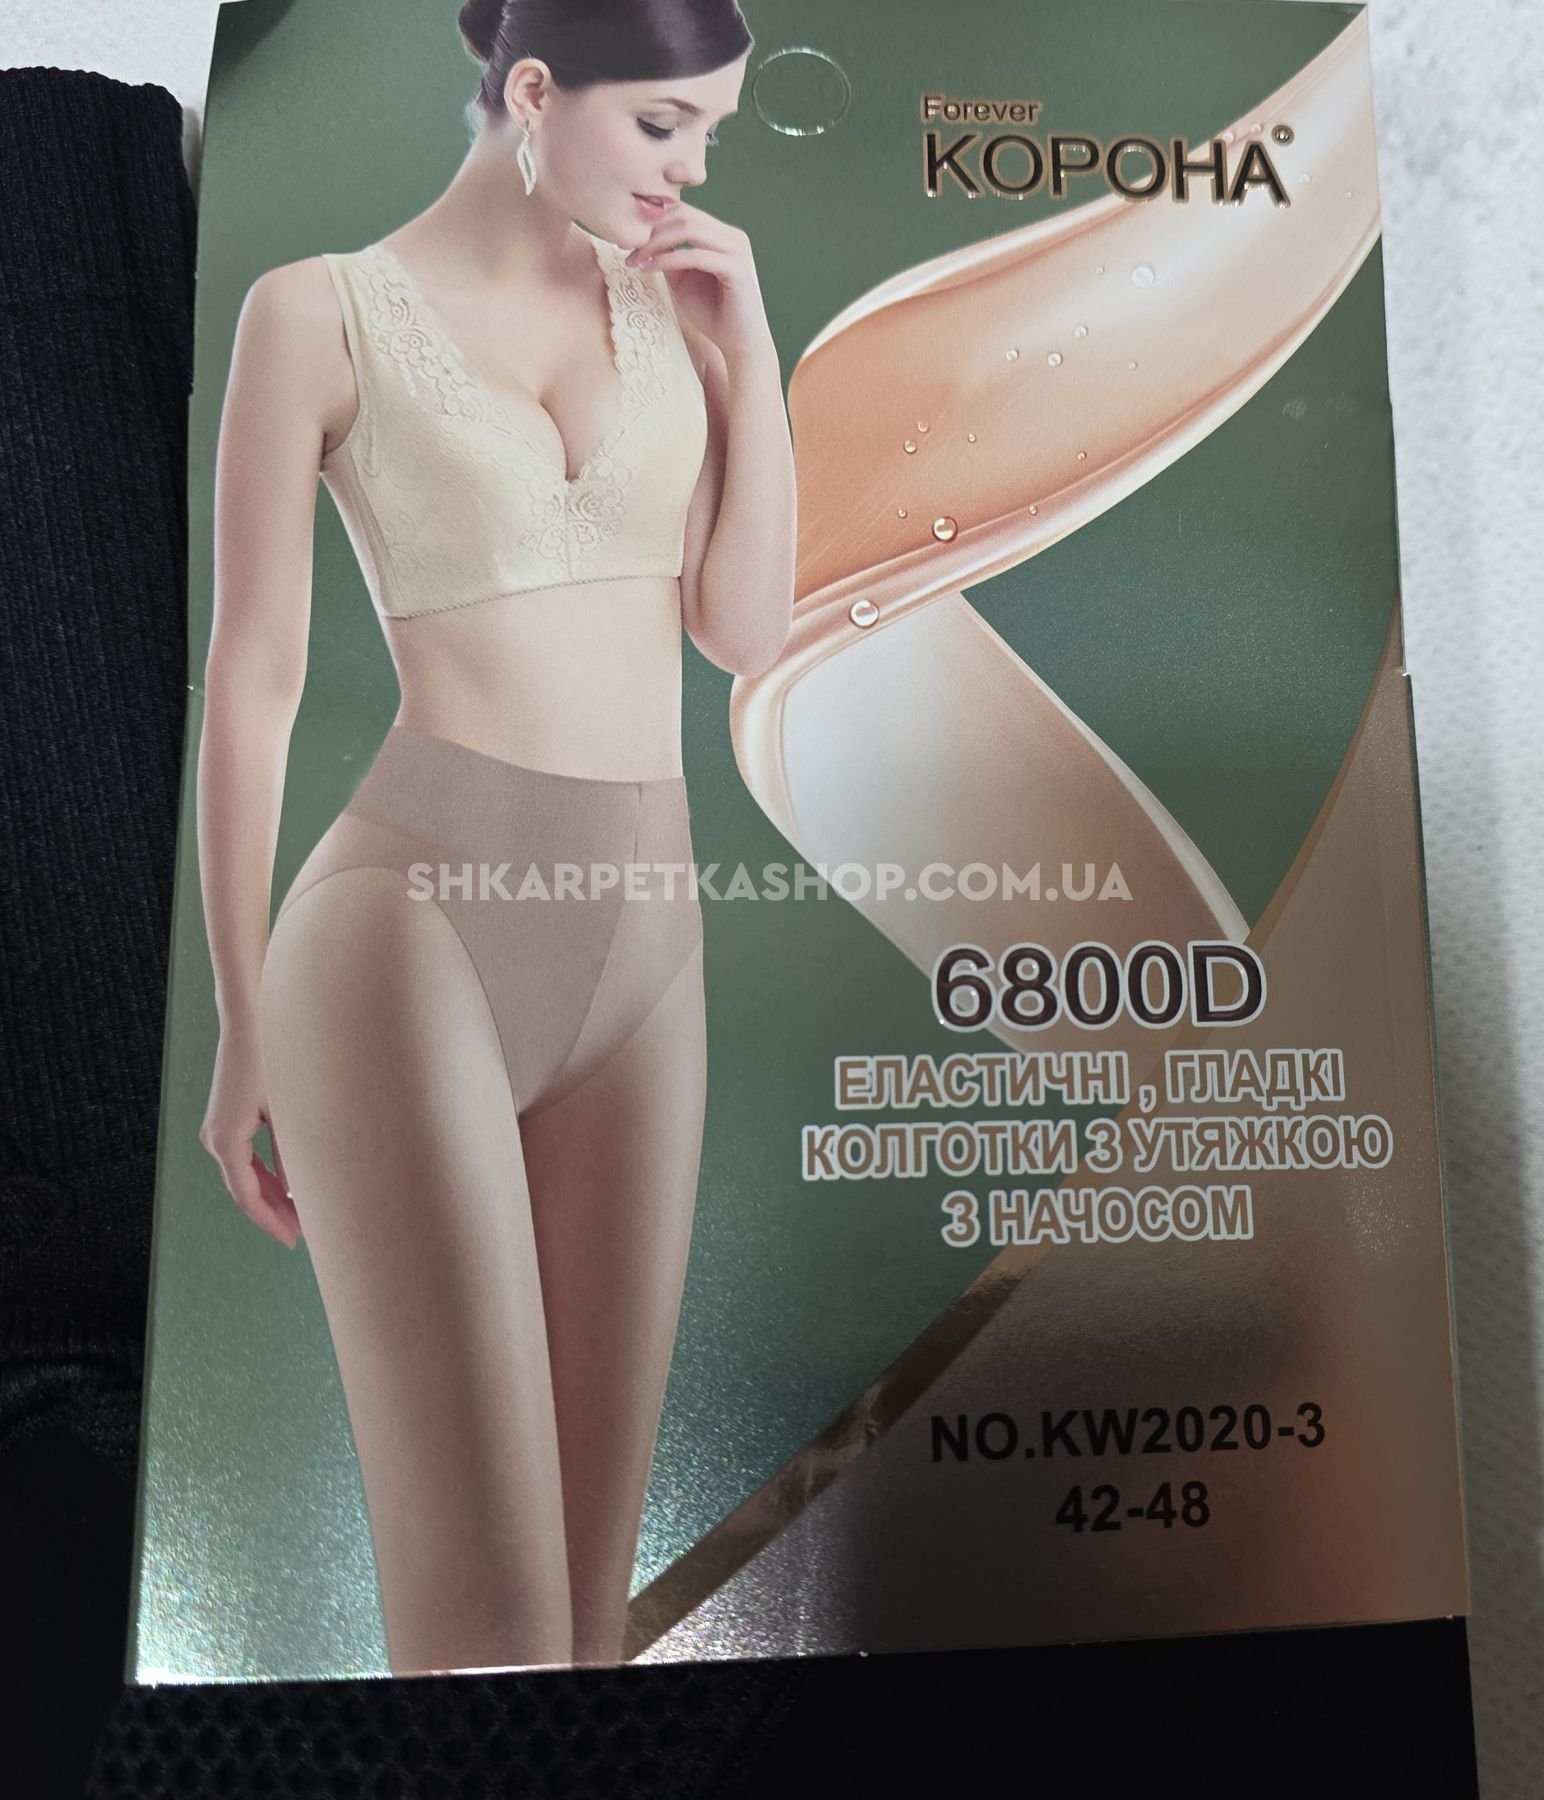 Forever
КОРОНА®
SHKARPETKASHOP.COM.UA
6800D
ЕЛАСТИЧНІ , ГЛАДКІ
КОЛГОТКИ З УТЯЖКОЮ
З НАЧОСОМ
NO.KW2020-3
42-48